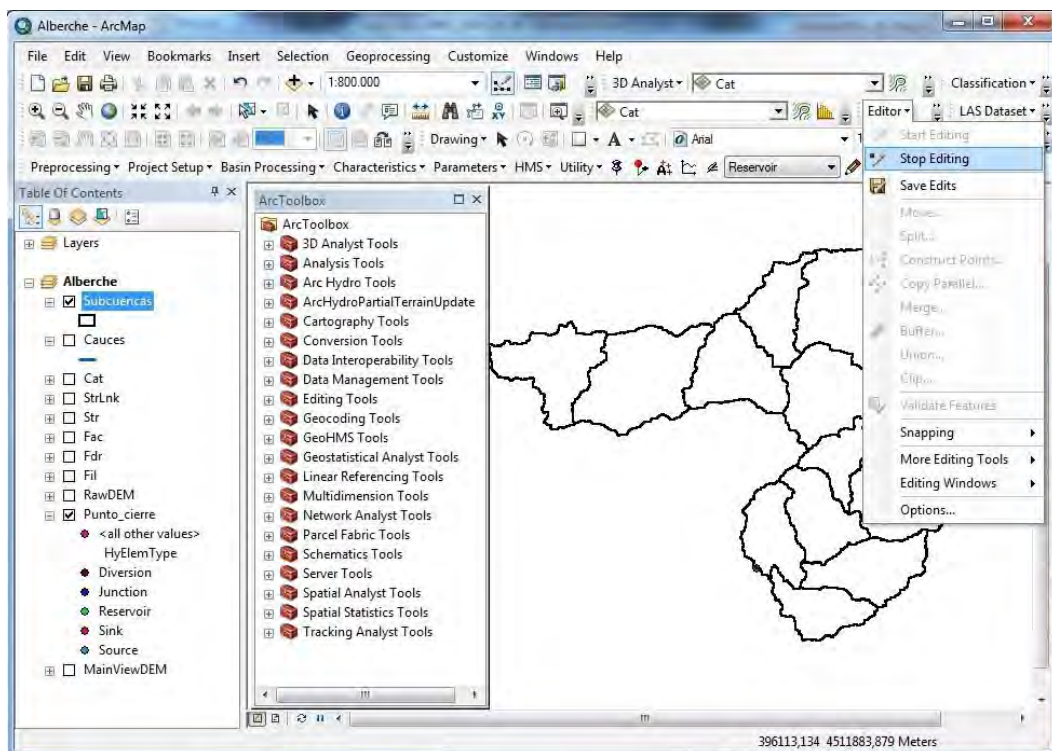 Alberche - ArcMap
File Edit View Bookmarks Insert Selection Geoprocessing Customize Windows Help
1:800.000 3D Analyst Cat Classification
Cat Editor LAS Dataset
Drawing A Arial
Preprocessing Project Setup Basin Processing Characteristics Parameters HMS Utility Reservoir
Start Editing
Stop Editing
Save Edits
Move...
Split...
Construct Points...
Copy Parallel...
Merge...
Buffer...
Union...
Clip...
Validate Features
Snapping
More Editing Tools
Editing Windows
Options...
Table Of Contents
Layers
Alberche
Subcuencas
Cauces
Cat
StrLnk
Str
Fac
Fdr
Fil
RawDEM
Punto_cierre
<all other values>
HyElemType
Diversion
Junction
Reservoir
Sink
Source
MainViewDEM
ArcToolbox
ArcToolbox
3D Analyst Tools
Analysis Tools
Arc Hydro Tools
ArcHydroPartialTerrainUpdate
Cartography Tools
Conversion Tools
Data Interoperability Tools
Data Management Tools
Editing Tools
Geocoding Tools
GeoHMS Tools
Geostatistical Analyst Tools
Linear Referencing Tools
Multidimension Tools
Network Analyst Tools
Parcel Fabric Tools
Schematics Tools
Server Tools
Spatial Analyst Tools
Spatial Statistics Tools
Tracking Analyst Tools
396113,134 4511883,879 Meters